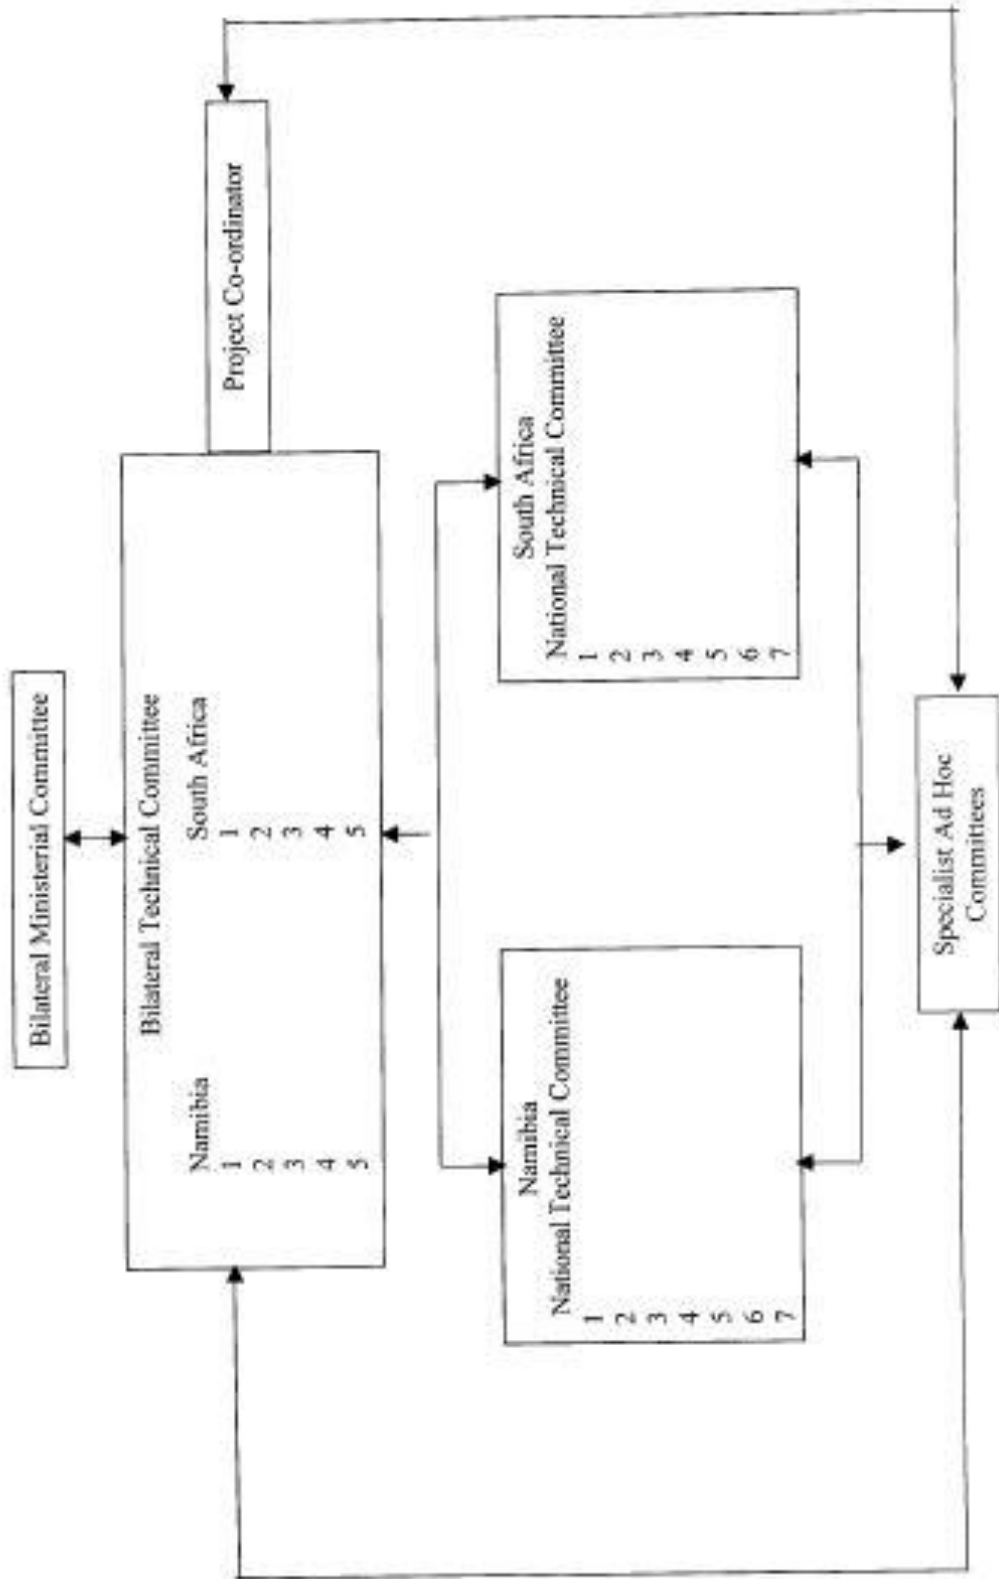 Bilateral Ministerial Committee
Bilateral Technical Committee
Namibia
1
2
3
4
5
South Africa
1
2
3
4
5
Project Co-ordinator
Namibia
National Technical Committee
1
2
3
4
5
6
7
South Africa
National Technical Committee
1
2
3
4
5
6
7
Specialist Ad Hoc
Committees